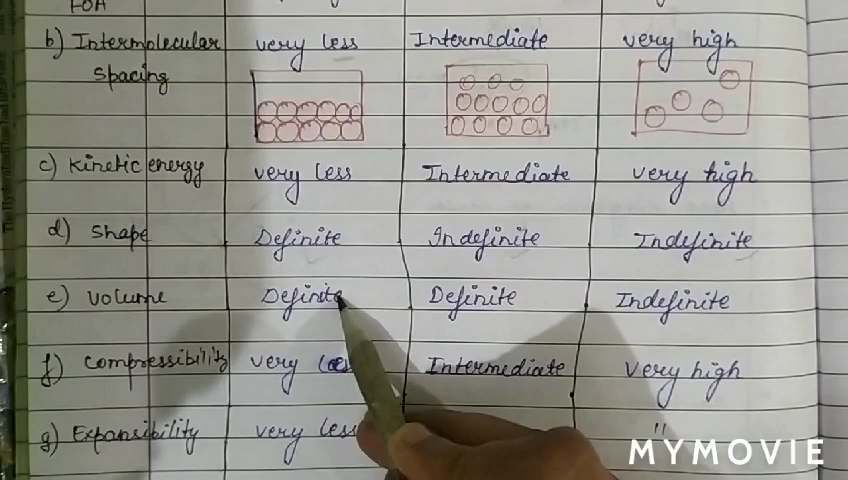 FOA
b) Intermolecular very less Intermediate very high
Spacing
c) Kinetic energy very less Intermediate very high
d) Shape Definite Indefinite Indefinite
e) Volume Definite Definite Indefinite
f) Compressibility very less Intermediate Very high
g) Expansibility very less "
MYMOVIE